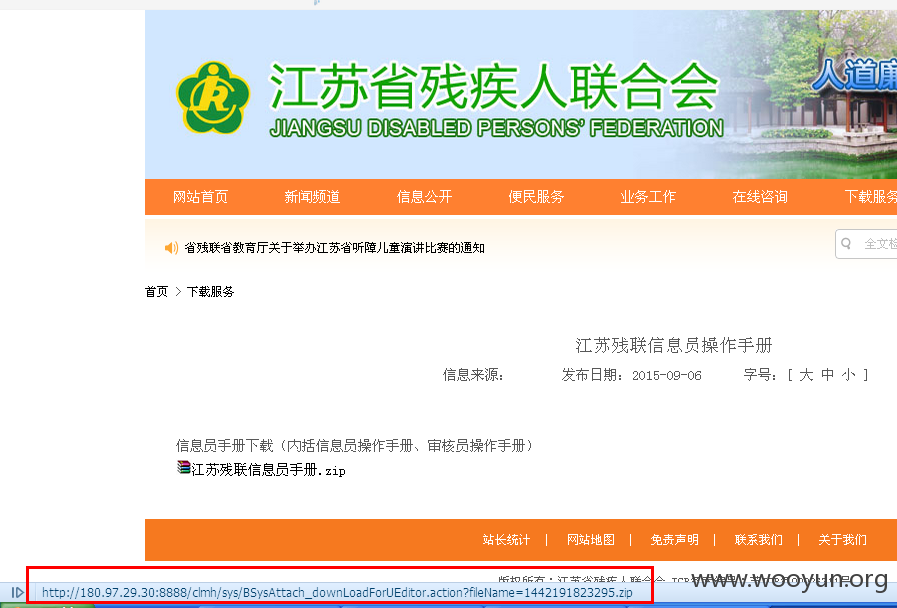 江苏省残疾人联合会
人道廉
JIANGSU DISABLED PERSONS' FEDERATION
网站首页 新闻频道 信息公开 便民服务 业务工作 在线咨询 下载服务
省残联省教育厅关于举办江苏省听障儿童演讲比赛的通知
全文检
首页 > 下载服务
江苏残联信息员操作手册
信息来源: 发布日期: 2015-09-06 字号: [ 大 中 小 ]
信息员手册下载（内括信息员操作手册、审核员操作手册）
江苏残联信息员手册.zip
站长统计 | 网站地图 | 免责声明 | 联系我们 | 关于我们
版权所有：江苏省残疾人联合会
www.wooyun.org
http://180.97.29.30:8888/clmh/sys/BSysAttach_downLoadForUEditor.action?fileName=1442191823295.zip